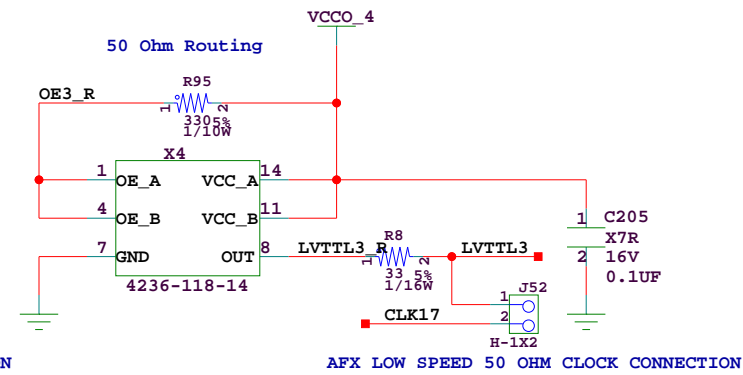 VCCO_4
50 Ohm Routing
R95
OE3_R
1 2
330 5%
1/10W
X4
1 OE_A VCC_A 14
4 OE_B VCC_B 11
7 GND OUT 8
4236-118-14
LVTTL3_R
R8
1 2
33 5%
1/16W
LVTTL3
1 C205
X7R
2 16V
0.1UF
J52
1
CLK17 2
H-1X2
N
AFX LOW SPEED 50 OHM CLOCK CONNECTION